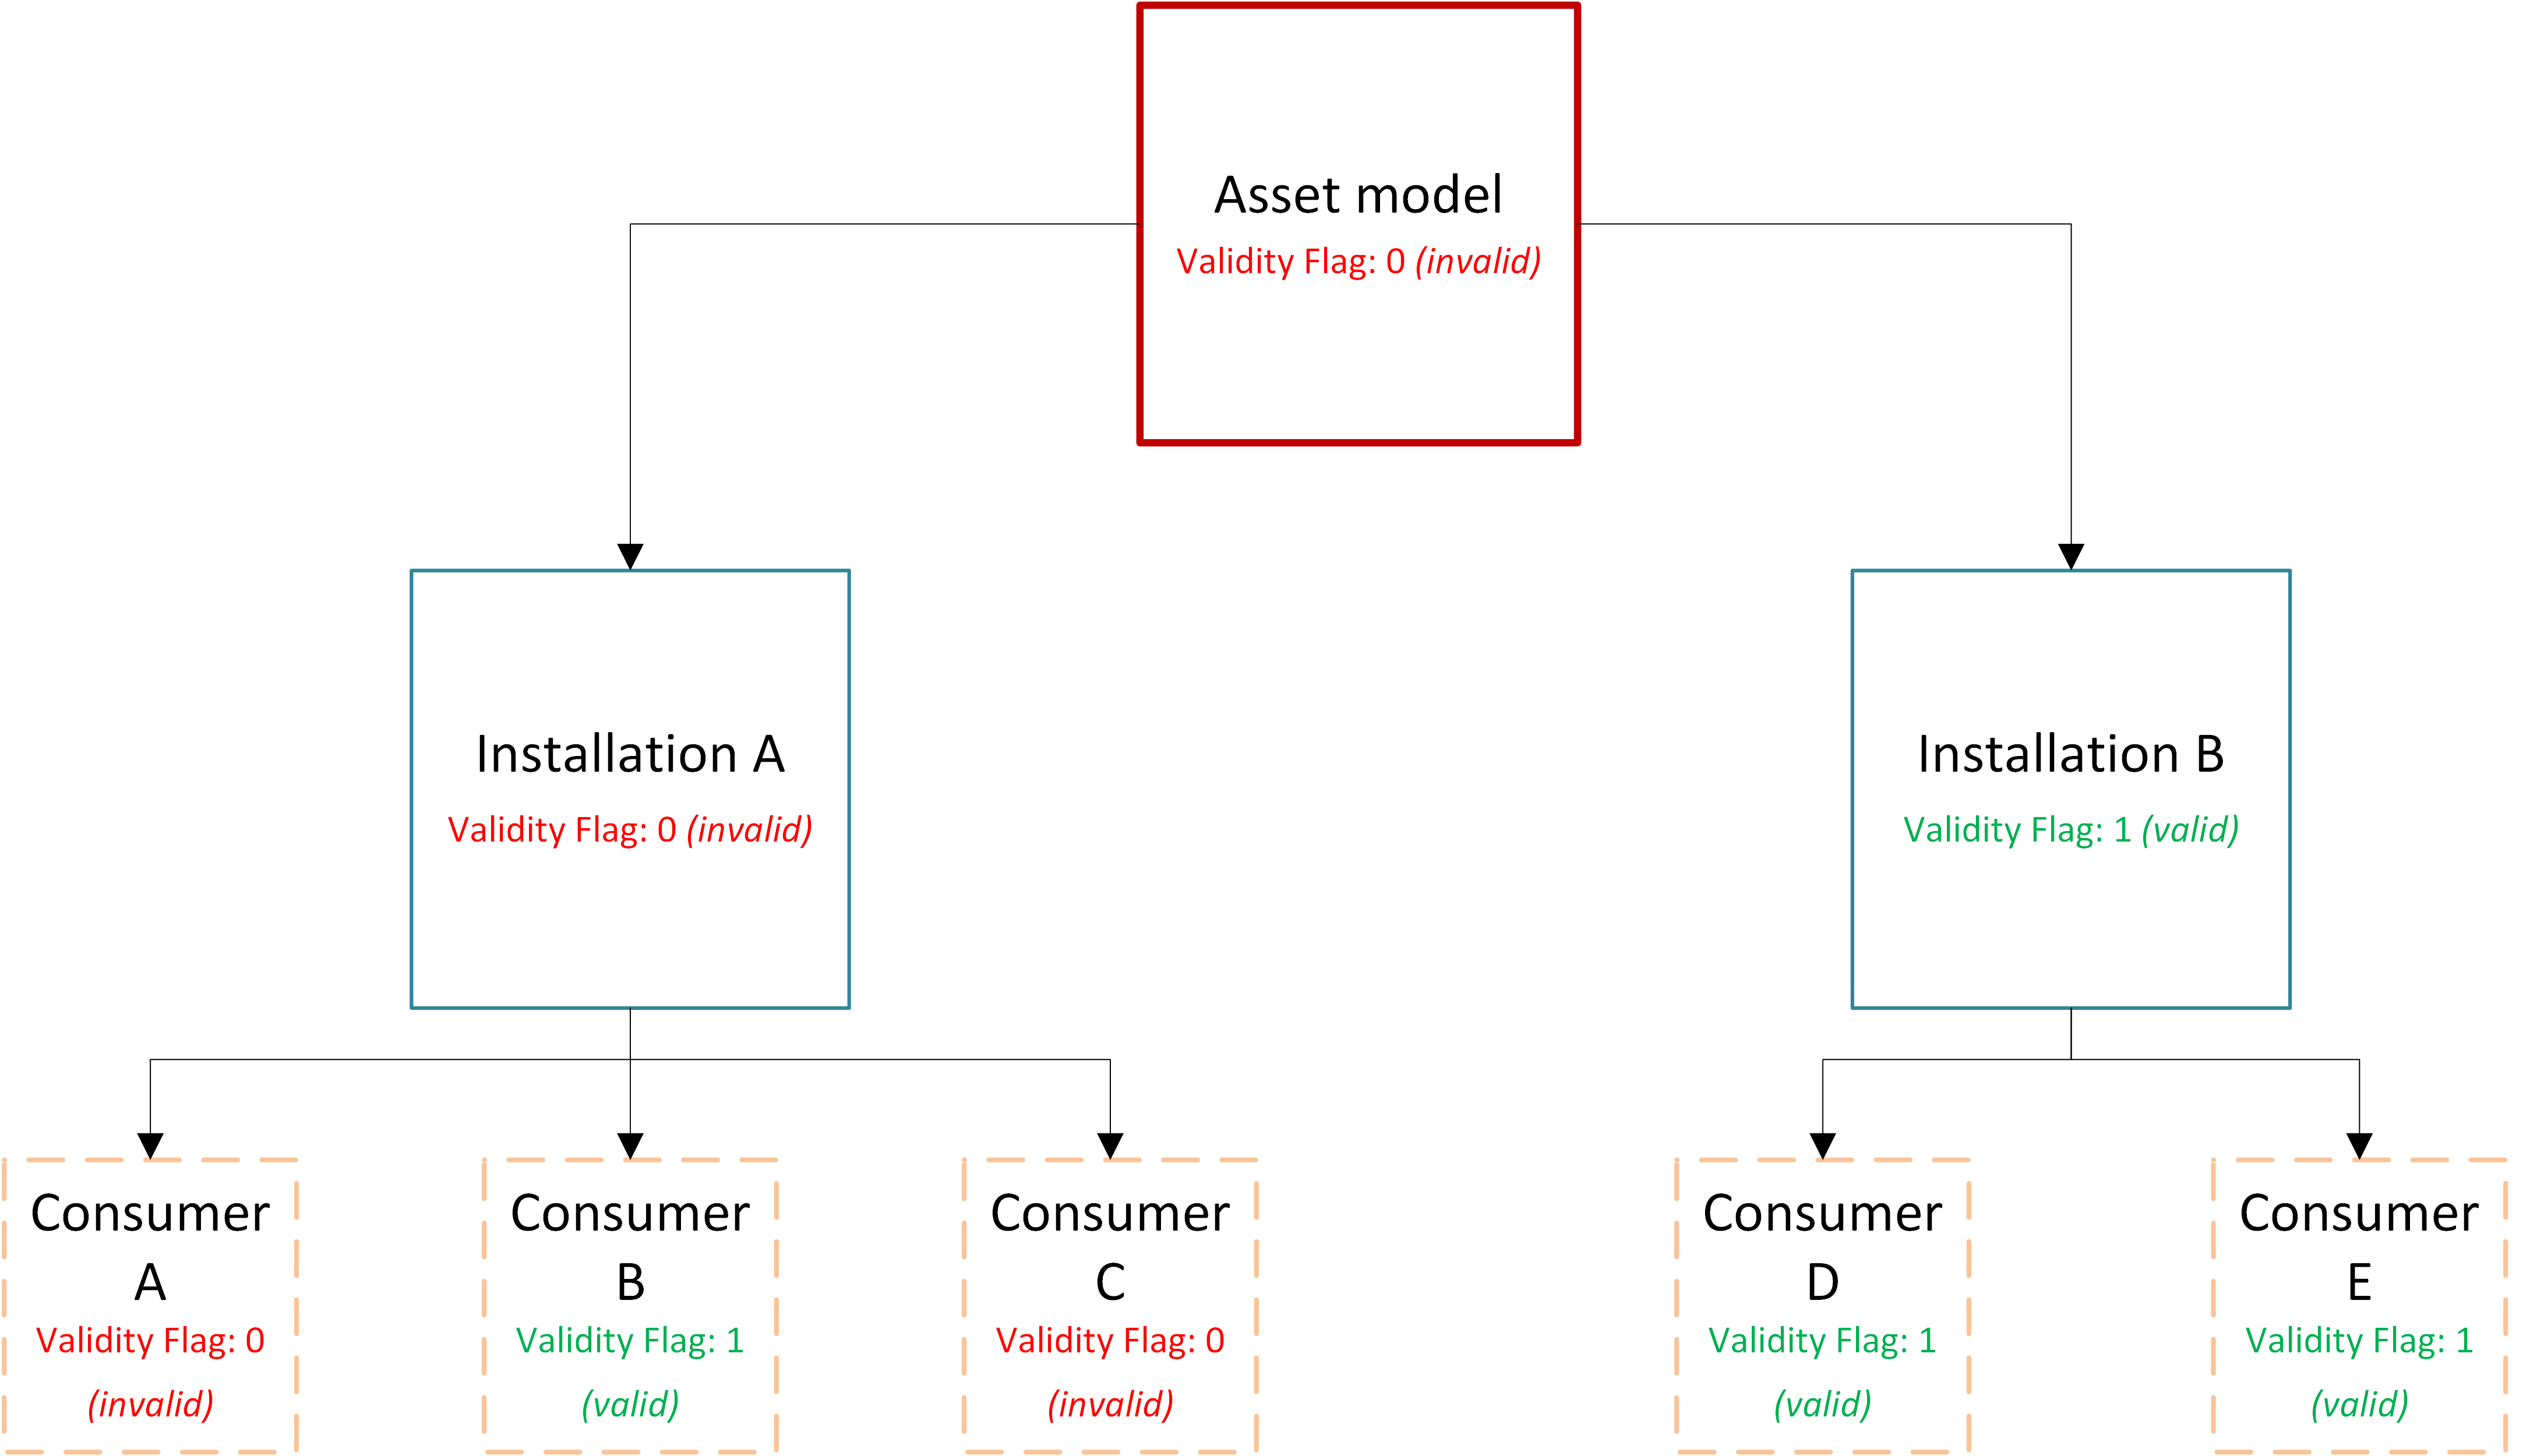 Asset model
Validity Flag: 0 (invalid)
Installation A
Validity Flag: 0 (invalid)
Installation B
Validity Flag: 1 (valid)
Consumer
A
Validity Flag: 0
(invalid)
Consumer
B
Validity Flag: 1
(valid)
Consumer
C
Validity Flag: 0
(invalid)
Consumer
D
Validity Flag: 1
(valid)
Consumer
E
Validity Flag: 1
(valid)